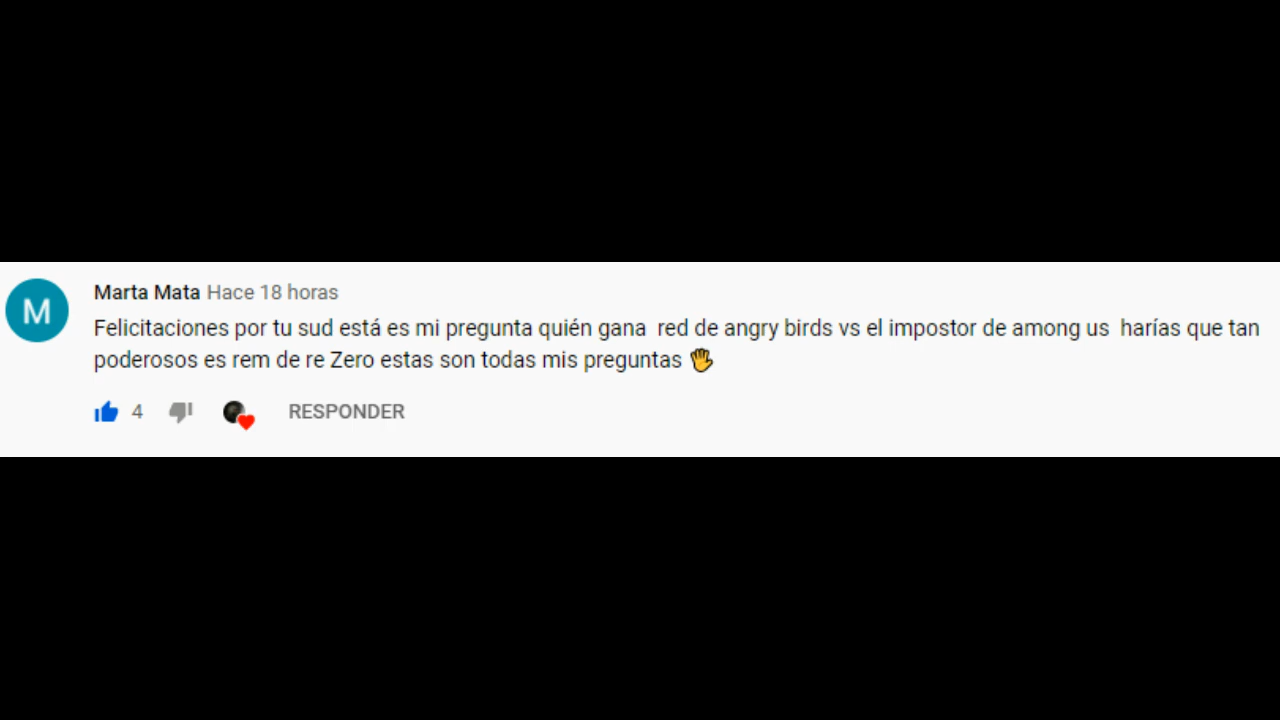 M
Marta Mata Hace 18 horas
Felicitaciones por tu sud está es mi pregunta quién gana  red de angry birds vs el impostor de among us  harías que tan
poderosos es rem de re Zero estas son todas mis preguntas 👋
4 RESPONDER